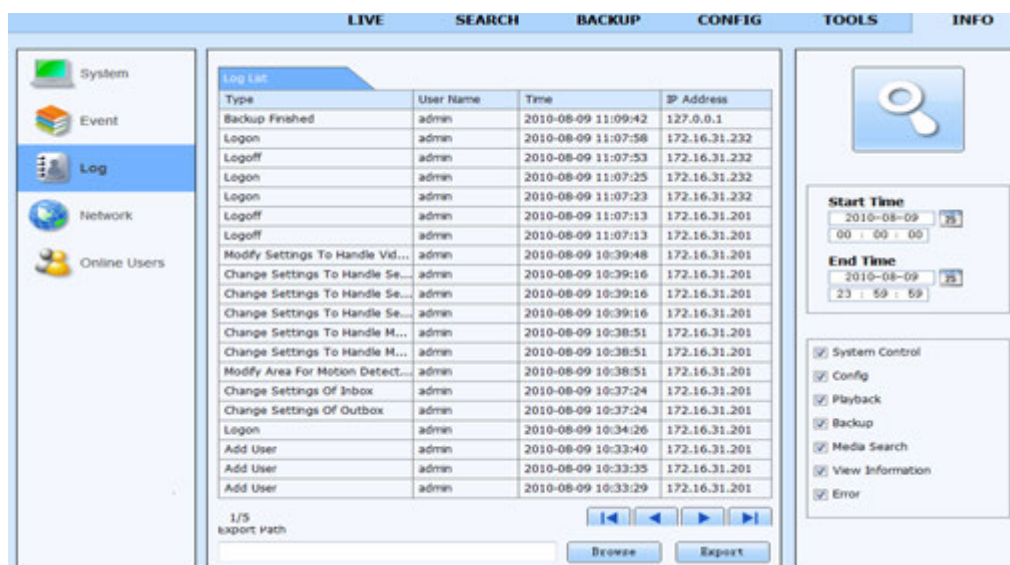 LIVE SEARCH BACKUP CONFIG TOOLS INFO
System
Event
Log
Network
Online Users
Log List
Type User Name Time IP Address
Backup Finished admin 2010-08-09 11:09:42 127.0.0.1
Logon admin 2010-08-09 11:07:58 172.16.31.232
Logoff admin 2010-08-09 11:07:53 172.16.31.232
Logon admin 2010-08-09 11:07:25 172.16.31.232
Logon admin 2010-08-09 11:07:23 172.16.31.232
Logoff admin 2010-08-09 11:07:13 172.16.31.201
Logoff admin 2010-08-09 11:07:13 172.16.31.201
Modify Settings To Handle Vid... admin 2010-08-09 10:39:48 172.16.31.201
Change Settings To Handle Se... admin 2010-08-09 10:39:16 172.16.31.201
Change Settings To Handle Se... admin 2010-08-09 10:39:16 172.16.31.201
Change Settings To Handle Se... admin 2010-08-09 10:39:16 172.16.31.201
Change Settings To Handle M... admin 2010-08-09 10:38:51 172.16.31.201
Change Settings To Handle M... admin 2010-08-09 10:38:51 172.16.31.201
Modify Area For Motion Detect... admin 2010-08-09 10:38:51 172.16.31.201
Change Settings Of Inbox admin 2010-08-09 10:37:24 172.16.31.201
Change Settings Of Outbox admin 2010-08-09 10:37:24 172.16.31.201
Logon admin 2010-08-09 10:34:26 172.16.31.201
Add User admin 2010-08-09 10:33:40 172.16.31.201
Add User admin 2010-08-09 10:33:35 172.16.31.201
Add User admin 2010-08-09 10:33:29 172.16.31.201
1/5
Export Path
Browse Export
Start Time
2010-08-09
00 : 00 : 00
End Time
2010-08-09
23 : 59 : 59
System Control
Config
Playback
Backup
Media Search
View Information
Error